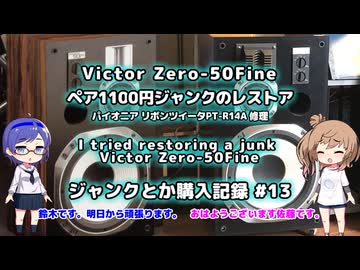 Victor Zero-50Fine
ペア1100円ジャンクのレストア
パイオニア リボンツィータPT-R14A 修理
I tried restoring a junk
Victor Zero-50Fine
ジャンクとか購入記録 #13
鈴木です。明日から頑張ります。 おはようございます佐藤です。